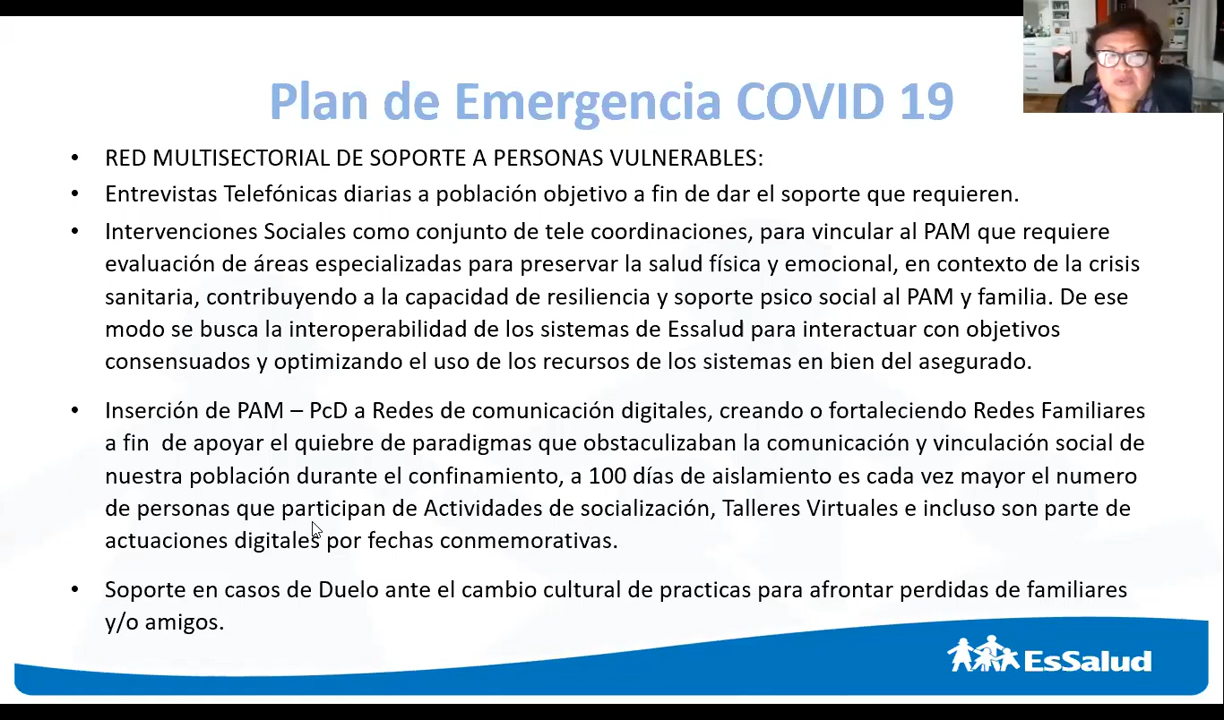 Plan de Emergencia COVID 19
• RED MULTISECTORIAL DE SOPORTE A PERSONAS VULNERABLES:
• Entrevistas Telefónicas diarias a población objetivo a fin de dar el soporte que requieren.
• Intervenciones Sociales como conjunto de tele coordinaciones, para vincular al PAM que requiere
evaluación de áreas especializadas para preservar la salud física y emocional, en contexto de la crisis
sanitaria, contribuyendo a la capacidad de resiliencia y soporte psico social al PAM y familia. De ese
modo se busca la interoperabilidad de los sistemas de Essalud para interactuar con objetivos
consensuados y optimizando el uso de los recursos de los sistemas en bien del asegurado.
• Inserción de PAM – PcD a Redes de comunicación digitales, creando o fortaleciendo Redes Familiares
a fin  de apoyar el quiebre de paradigmas que obstaculizaban la comunicación y vinculación social de
nuestra población durante el confinamiento, a 100 días de aislamiento es cada vez mayor el numero
de personas que participan de Actividades de socialización, Talleres Virtuales e incluso son parte de
actuaciones digitales por fechas conmemorativas.
• Soporte en casos de Duelo ante el cambio cultural de practicas para afrontar perdidas de familiares
y/o amigos.
EsSalud